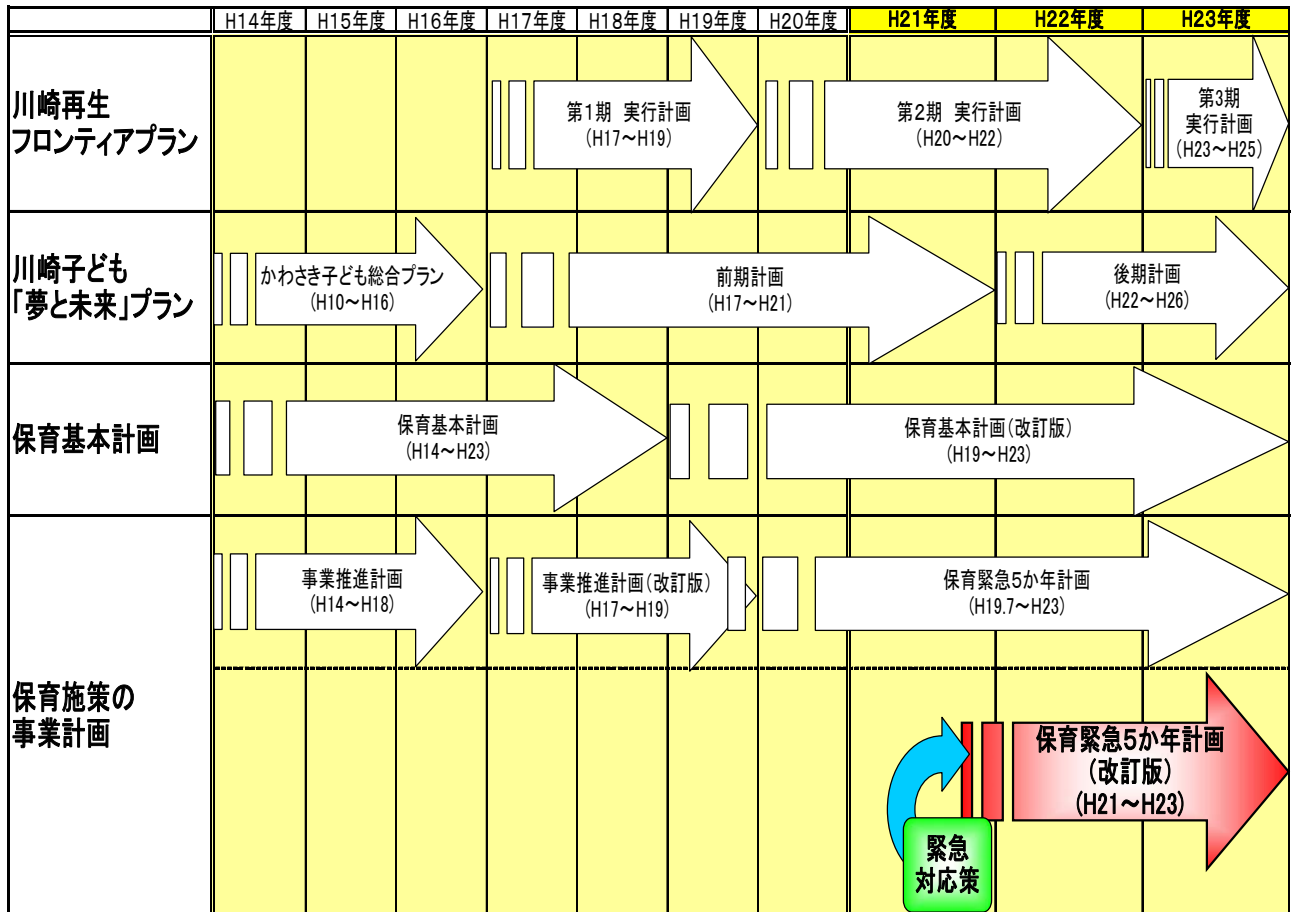 H14年度 H15年度 H16年度 H17年度 H18年度 H19年度 H20年度 H21年度 H22年度 H23年度
川崎再生
フロンティアプラン
第1期 実行計画
(H17～H19)
第2期 実行計画
(H20～H22)
第3期
実行計画
(H23～H25)
川崎子ども
「夢と未来」プラン
かわさき子ども総合プラン
(H10～H16)
前期計画
(H17～H21)
後期計画
(H22～H26)
保育基本計画
保育基本計画
(H14～H23)
保育基本計画(改訂版)
(H19～H23)
保育施策の
事業計画
事業推進計画
(H14～H18)
事業推進計画(改訂版)
(H17～H19)
保育緊急5か年計画
(H19.7～H23)
保育緊急5か年計画
(改訂版)
(H21～H23)
緊急
対応策